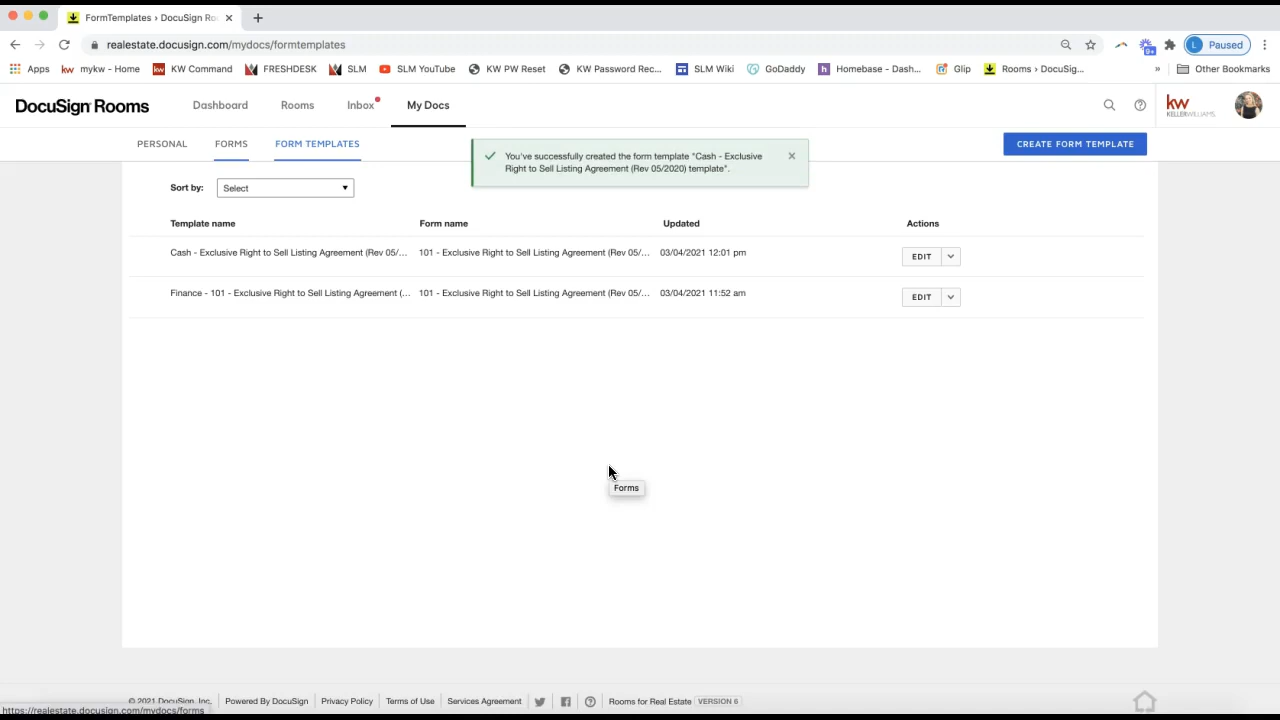 FormTemplates › DocuSign Ro
realestate.docusign.com/mydocs/formtemplates
L Paused
Apps
mykw - Home
KW Command
FRESHDESK
SLM
SLM YouTube
KW PW Reset
KW Password Rec...
SLM Wiki
GoDaddy
Homebase - Dash...
Glip
Rooms › DocuSig...
»
Other Bookmarks
DocuSign Rooms
Dashboard
Rooms
Inbox
My Docs
kw
KELLERWILLIAMS.
PERSONAL
FORMS
FORM TEMPLATES
You've successfully created the form template "Cash - Exclusive
Right to Sell Listing Agreement (Rev 05/2020) template".
CREATE FORM TEMPLATE
Sort by:
Select
Template name
Form name
Updated
Actions
Cash - Exclusive Right to Sell Listing Agreement (Rev 05/...
101 - Exclusive Right to Sell Listing Agreement (Rev 05/...
03/04/2021 12:01 pm
EDIT
Finance - 101 - Exclusive Right to Sell Listing Agreement (...
101 - Exclusive Right to Sell Listing Agreement (Rev 05/...
03/04/2021 11:52 am
EDIT
Forms
© 2021 DocuSign, Inc.
Powered By DocuSign
Privacy Policy
Terms of Use
Services Agreement
Rooms for Real Estate
VERSION 6
https://realestate.docusign.com/mydocs/forms